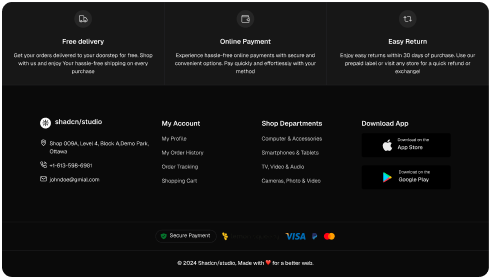 Free delivery
Get your orders delivered to your doorstep for free. Shop
with us and enjoy Your hassle-free shipping on every
purchase
Online Payment
Experience hassle-free online payments with secure and
convenient options. Pay quickly and effortlessly with your
method
Easy Return
Enjoy easy returns within 30 days of purchase. Use our
prepaid label or visit any store for a quick refund or
exchange!
shadcn/studio
Shop 009A, Level 4, Block A,Demo Park,
Ottawa
+1-613-598-6981
johndoe@gmial.com
My Account
My Profile
My Order History
Order Tracking
Shopping Cart
Shop Departments
Computer & Accessories
Smartphones & Tablets
TV, Video & Audio
Cameras, Photo & Video
Download App
Download on the
App Store
Download on the
Google Play
Secure Payment
VISA
© 2024 Shadcn/studio, Made with ❤️ for a better web.